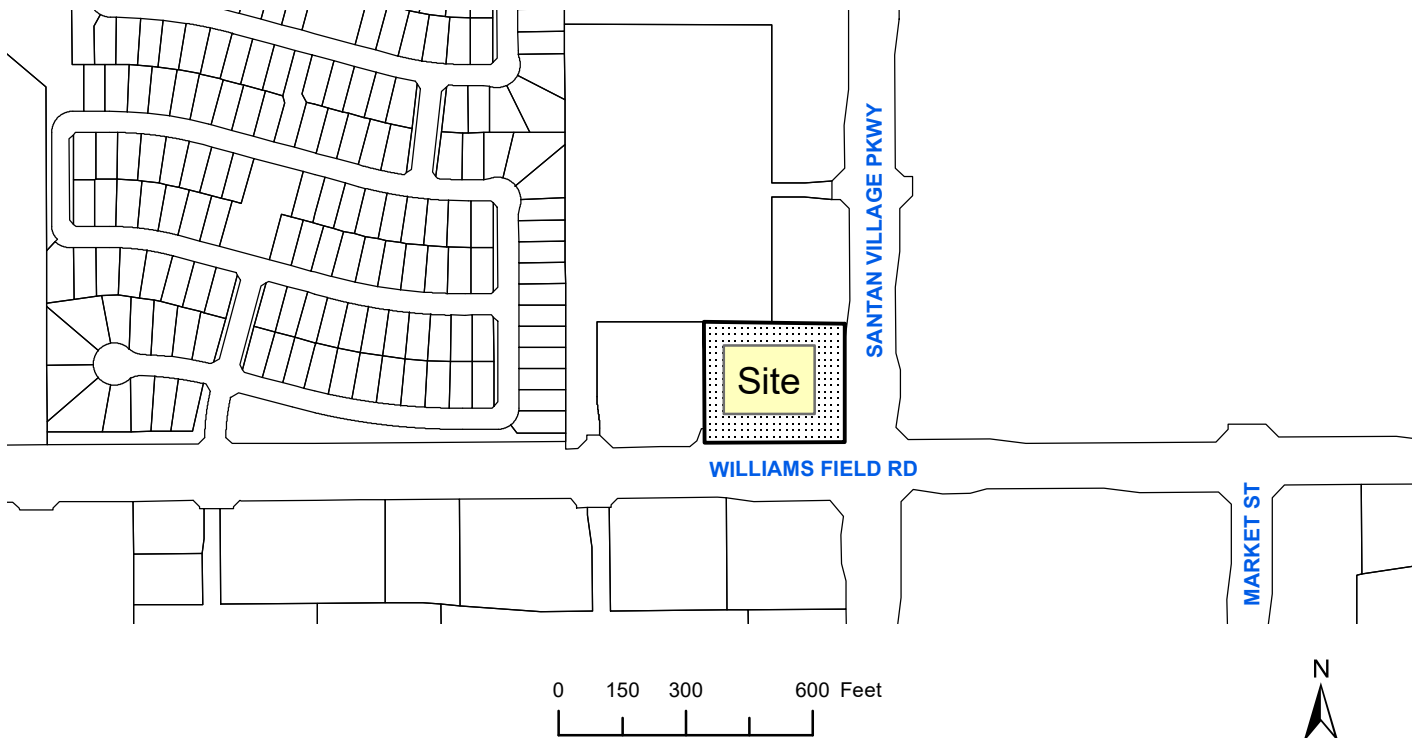 SANTAN VILLAGE PKWY
Site
WILLIAMS FIELD RD
MARKET ST
N
0 150 300 600 Feet